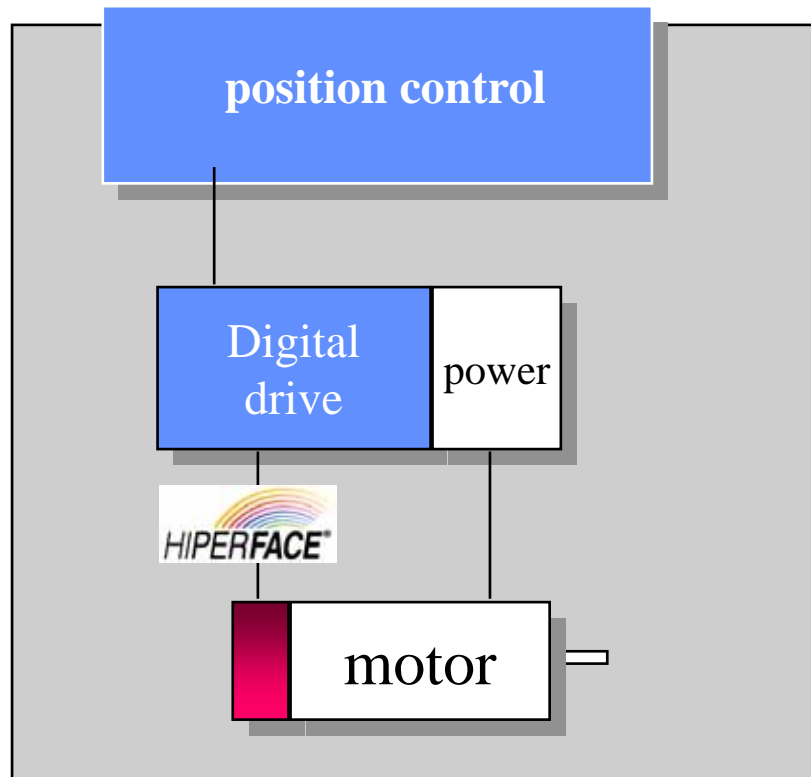 position control
Digital
drive
power
HIPERFACE®
motor